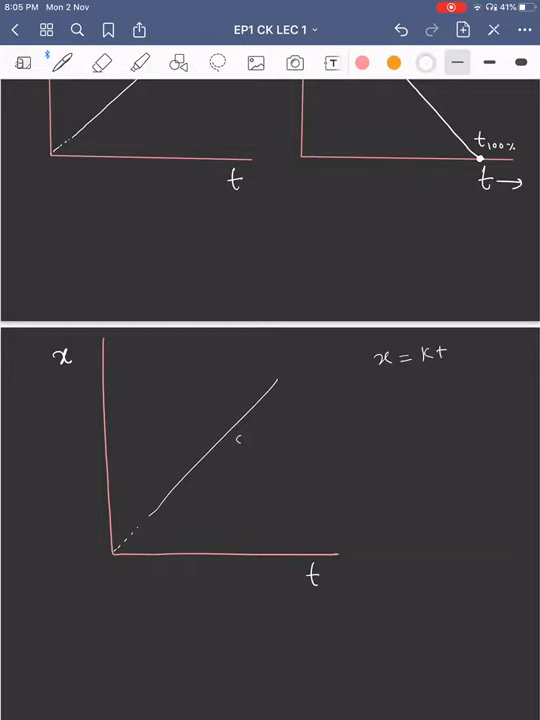 8:05 PM Mon 2 Nov
41%
EP1 CK LEC 1
T
t₁₀₀%
t
t →
x
x = kt
t